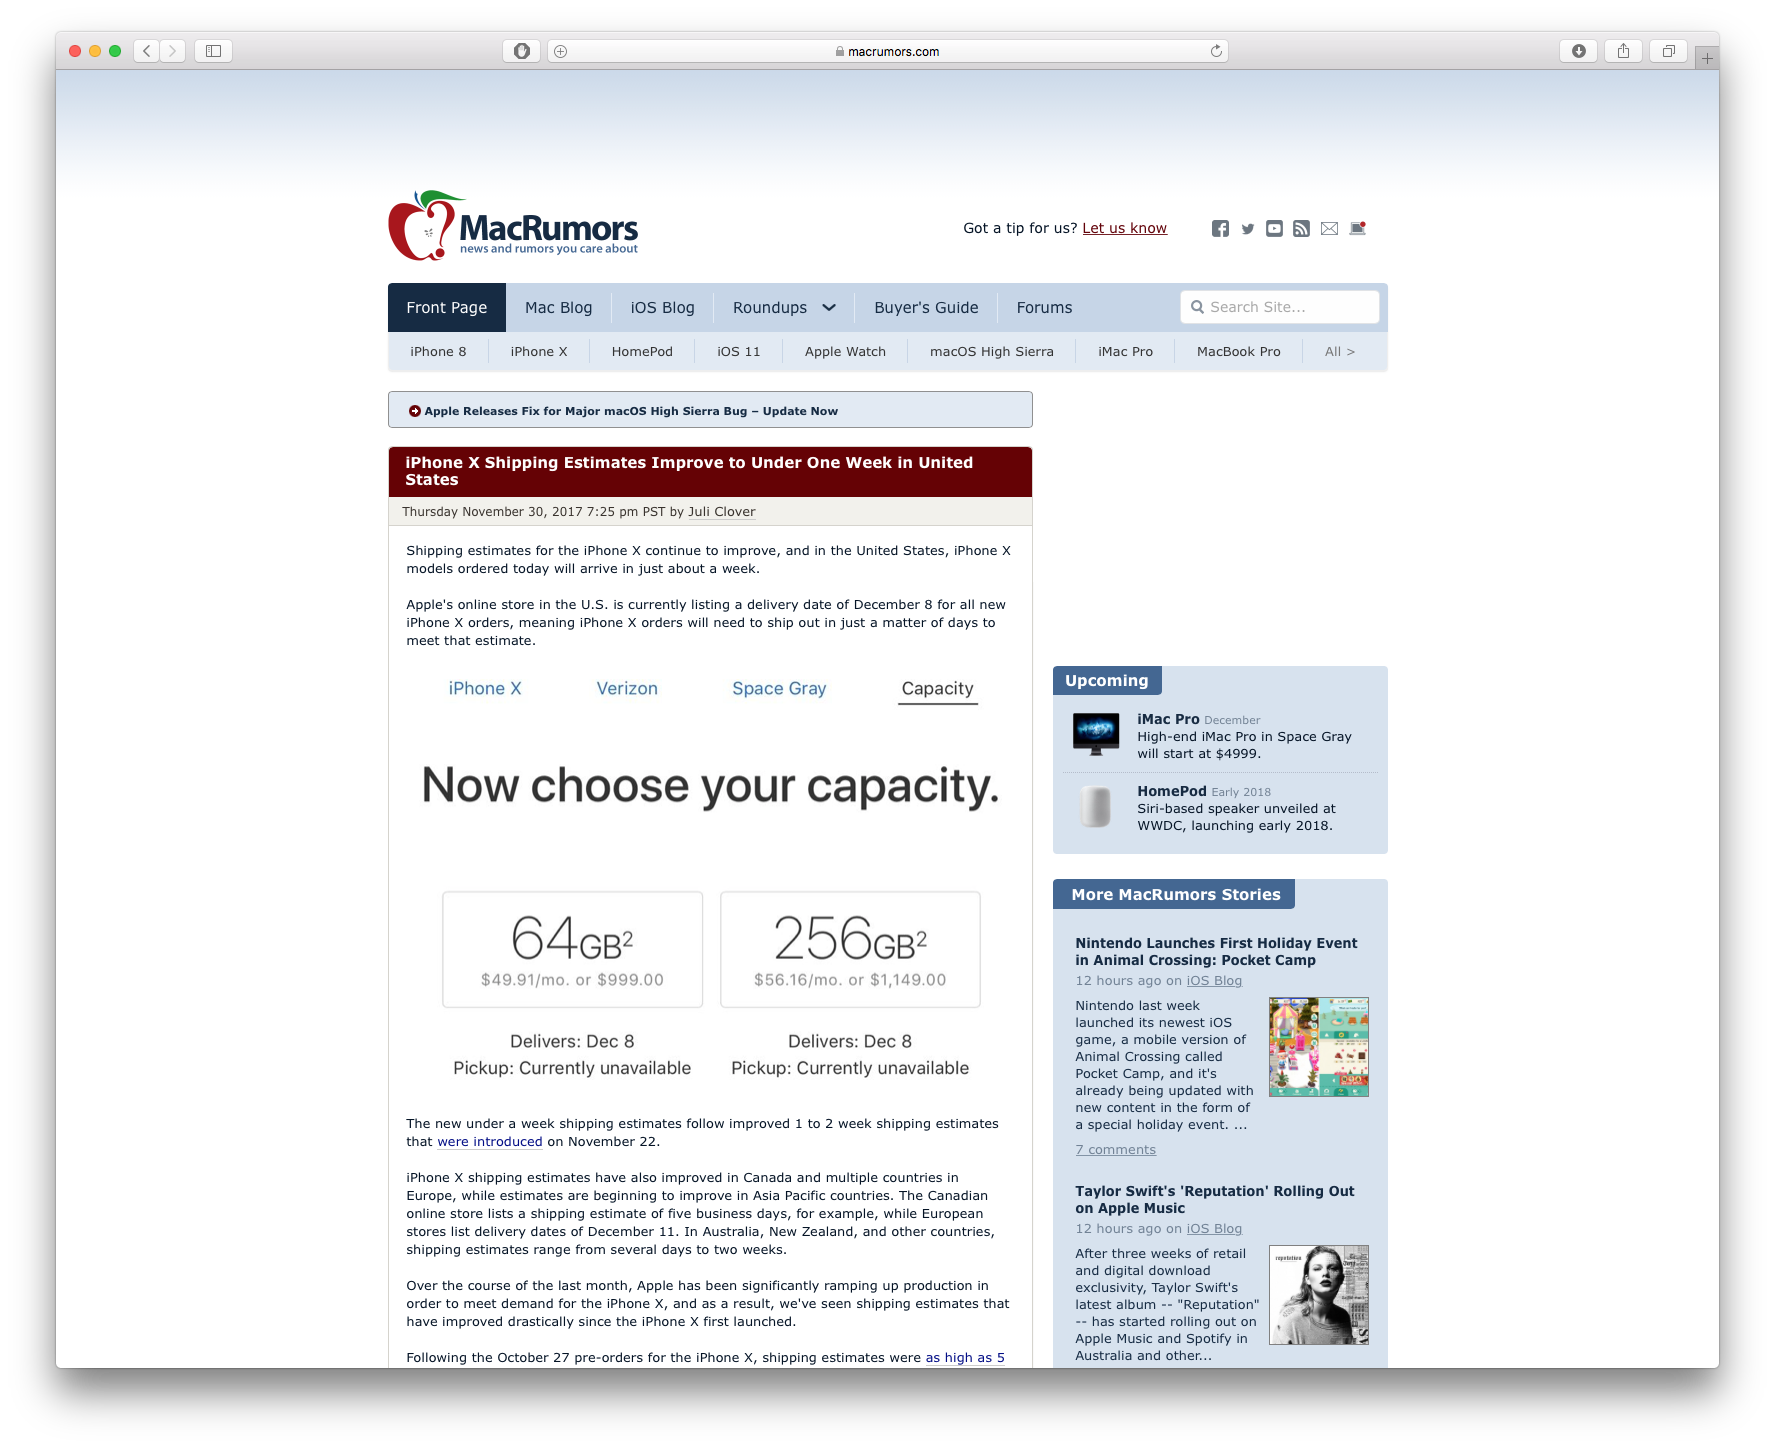 macrumors.com
MacRumors
news and rumors you care about
Got a tip for us? Let us know
Front Page
Mac Blog
iOS Blog
Roundups
Buyer's Guide
Forums
Search Site...
iPhone 8
iPhone X
HomePod
iOS 11
Apple Watch
macOS High Sierra
iMac Pro
MacBook Pro
All >
Apple Releases Fix for Major macOS High Sierra Bug – Update Now
iPhone X Shipping Estimates Improve to Under One Week in United
States
Thursday November 30, 2017 7:25 pm PST by Juli Clover
Shipping estimates for the iPhone X continue to improve, and in the United States, iPhone X
models ordered today will arrive in just about a week.
Apple's online store in the U.S. is currently listing a delivery date of December 8 for all new
iPhone X orders, meaning iPhone X orders will need to ship out in just a matter of days to
meet that estimate.
iPhone X
Verizon
Space Gray
Capacity
Now choose your capacity.
64GB2
$49.91/mo. or $999.00
Delivers: Dec 8
Pickup: Currently unavailable
256GB2
$56.16/mo. or $1,149.00
Delivers: Dec 8
Pickup: Currently unavailable
The new under a week shipping estimates follow improved 1 to 2 week shipping estimates
that were introduced on November 22.
iPhone X shipping estimates have also improved in Canada and multiple countries in
Europe, while estimates are beginning to improve in Asia Pacific countries. The Canadian
online store lists a shipping estimate of five business days, for example, while European
stores list delivery dates of December 11. In Australia, New Zealand, and other countries,
shipping estimates range from several days to two weeks.
Over the course of the last month, Apple has been significantly ramping up production in
order to meet demand for the iPhone X, and as a result, we've seen shipping estimates that
have improved drastically since the iPhone X first launched.
Following the October 27 pre-orders for the iPhone X, shipping estimates were as high as 5
Upcoming
iMac Pro December
High-end iMac Pro in Space Gray
will start at $4999.
HomePod Early 2018
Siri-based speaker unveiled at
WWDC, launching early 2018.
More MacRumors Stories
Nintendo Launches First Holiday Event
in Animal Crossing: Pocket Camp
12 hours ago on iOS Blog
Nintendo last week
launched its newest iOS
game, a mobile version of
Animal Crossing called
Pocket Camp, and it's
already being updated with
new content in the form of
a special holiday event. ...
7 comments
Taylor Swift's 'Reputation' Rolling Out
on Apple Music
12 hours ago on iOS Blog
After three weeks of retail
and digital download
exclusivity, Taylor Swift's
latest album -- "Reputation"
-- has started rolling out on
Apple Music and Spotify in
Australia and other...
reputation